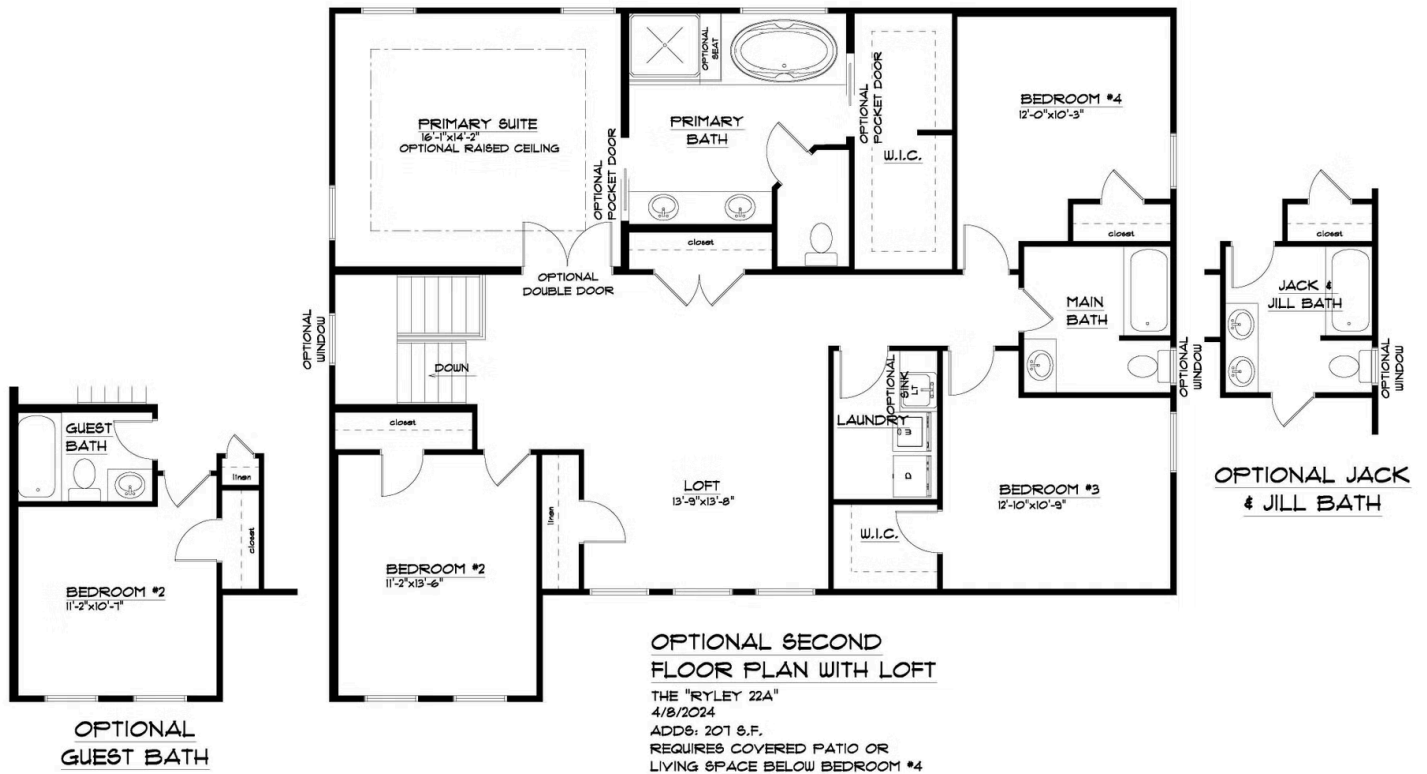 PRIMARY SUITE
16'-1"x14'-2"
OPTIONAL RAISED CEILING
OPTIONAL
POCKET DOOR
OPTIONAL
DOUBLE DOOR
OPTIONAL
SEAT
PRIMARY
BATH
OPTIONAL
POCKET DOOR
W.I.C.
BEDROOM #4
12'-0"x10'-3"
closet
closet
MAIN
BATH
OPTIONAL
WINDOW
OPTIONAL
WINDOW
DOWN
closet
BEDROOM #2
11'-2"x13'-6"
linen
LOFT
13'-9"x13'-8"
OPTIONAL
SINK
LT
LAUNDRY
W
D
W.I.C.
BEDROOM #3
12'-10"x10'-9"
closet
JACK &
JILL BATH
OPTIONAL
WINDOW
OPTIONAL JACK
& JILL BATH
GUEST
BATH
linen
closet
BEDROOM #2
11'-2"x10'-7"
OPTIONAL
GUEST BATH
OPTIONAL SECOND
FLOOR PLAN WITH LOFT
THE "RYLEY 22A"
4/8/2024
ADDS: 207 S.F.
REQUIRES COVERED PATIO OR
LIVING SPACE BELOW BEDROOM #4